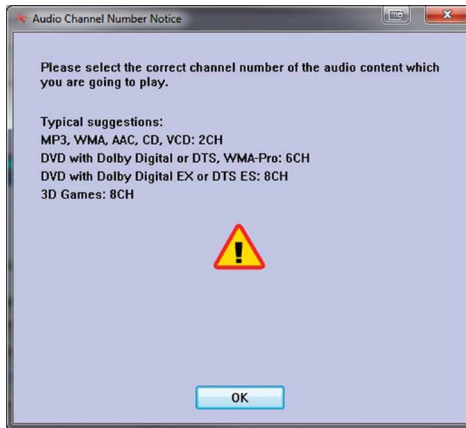 Audio Channel Number Notice
Please select the correct channel number of the audio content which
you are going to play.
Typical suggestions:
MP3, WMA, AAC, CD, VCD: 2CH
DVD with Dolby Digital or DTS, WMA-Pro: 6CH
DVD with Dolby Digital EX or DTS ES: 8CH
3D Games: 8CH
OK